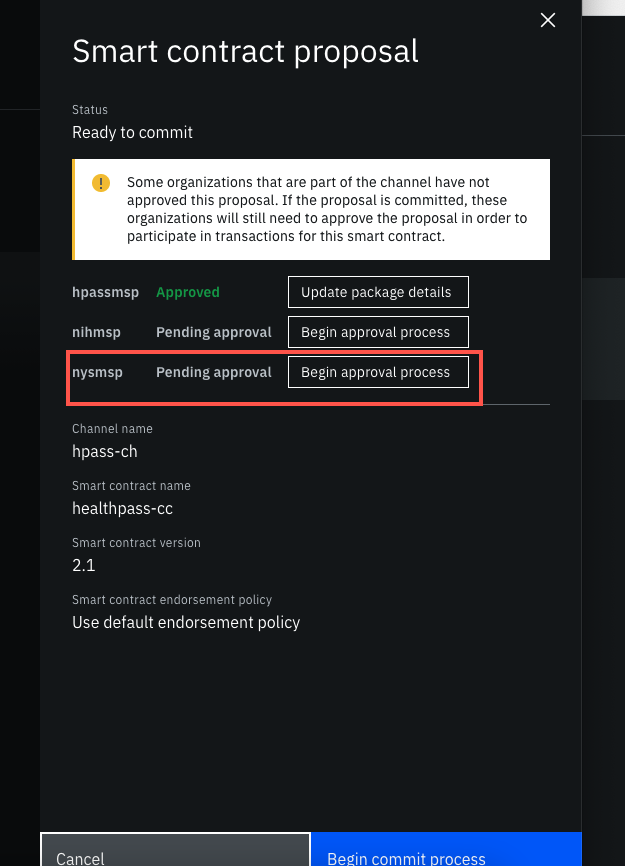 Smart contract proposal
Status
Ready to commit
Some organizations that are part of the channel have not
approved this proposal. If the proposal is committed, these
organizations will still need to approve the proposal in order to
participate in transactions for this smart contract.
hpassmsp Approved Update package details
nihmsp Pending approval Begin approval process
nysmsp Pending approval Begin approval process
Channel name
hpass-ch
Smart contract name
healthpass-cc
Smart contract version
2.1
Smart contract endorsement policy
Use default endorsement policy
Cancel Begin commit process